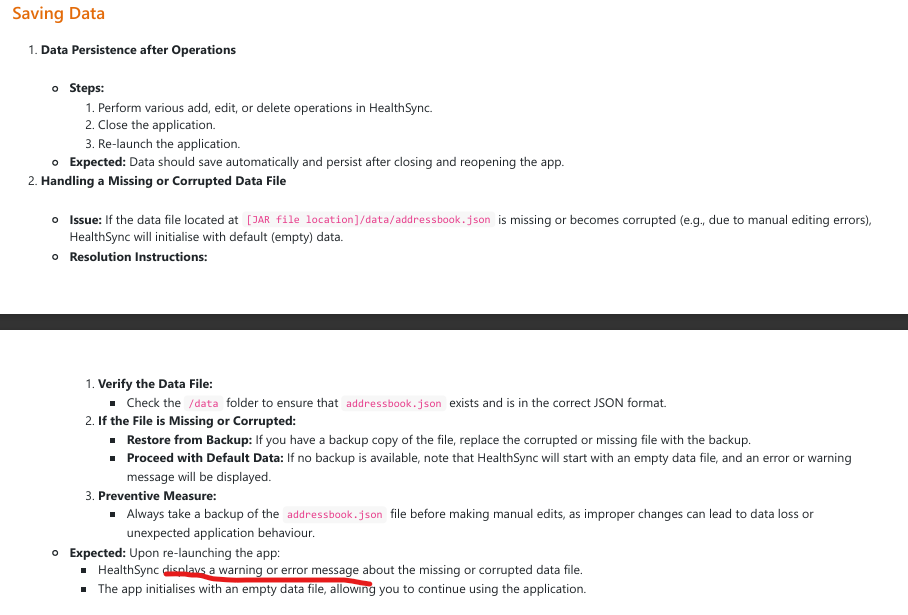 Saving Data
1. Data Persistence after Operations
Steps:
1. Perform various add, edit, or delete operations in HealthSync.
2. Close the application.
3. Re-launch the application.
Expected: Data should save automatically and persist after closing and reopening the app.
2. Handling a Missing or Corrupted Data File
Issue: If the data file located at [JAR file location]/data/addressbook.json is missing or becomes corrupted (e.g., due to manual editing errors),
HealthSync will initialise with default (empty) data.
Resolution Instructions:
1. Verify the Data File:
Check the /data folder to ensure that addressbook.json exists and is in the correct JSON format.
2. If the File is Missing or Corrupted:
Restore from Backup: If you have a backup copy of the file, replace the corrupted or missing file with the backup.
Proceed with Default Data: If no backup is available, note that HealthSync will start with an empty data file, and an error or warning
message will be displayed.
3. Preventive Measure:
Always take a backup of the addressbook.json file before making manual edits, as improper changes can lead to data loss or
unexpected application behaviour.
Expected: Upon re-launching the app:
HealthSync displays a warning or error message about the missing or corrupted data file.
The app initialises with an empty data file, allowing you to continue using the application.